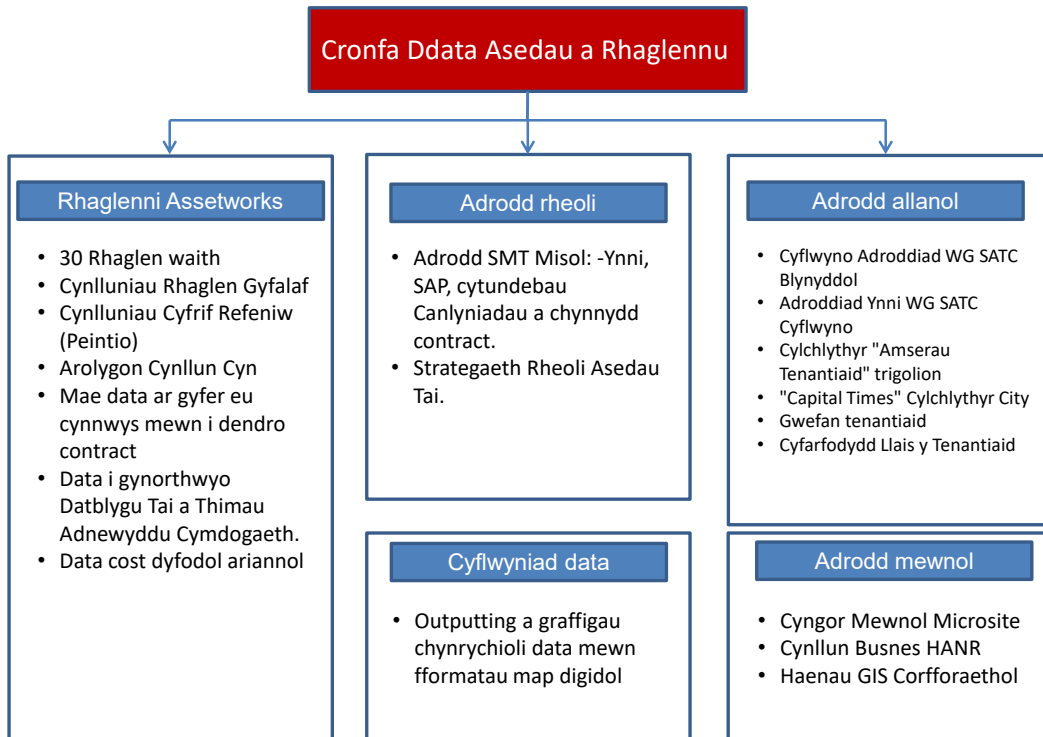 Cronfa Ddata Asedau a Rhaglennu
Rhaglenni Assetworks
• 30 Rhaglen waith
• Cynlluniau Rhaglen Gyfalaf
• Cynlluniau Cyfrif Refeniw
(Peintio)
• Arolygon Cynllun Cyn
• Mae data ar gyfer eu
cynnwys mewn i dendro
contract
• Data i gynorthwyo
Datblygu Tai a Thimau
Adnewyddu Cymdogaeth.
• Data cost dyfodol ariannol
Adrodd rheoli
• Adrodd SMT Misol: -Ynni,
SAP, cytundebau
Canlyniadau a chynnydd
contract.
• Strategaeth Rheoli Asedau
Tai.
Cyflwyniad data
• Outputting a graffigau
chynrychioli data mewn
fformatau map digidol
Adrodd allanol
• Cyflwyno Adroddiad WG SATC
Blynyddol
• Adroddiad Ynni WG SATC
Cyflwyno
• Cylchlythyr "Amserau
Tenantiaid" trigolion
• "Capital Times" Cylchlythyr City
• Gwefan tenantiaid
• Cyfarfodydd Llais y Tenantiaid
Adrodd mewnol
• Cyngor Mewnol Microsite
• Cynllun Busnes HANR
• Haenau GIS Corfforaethol